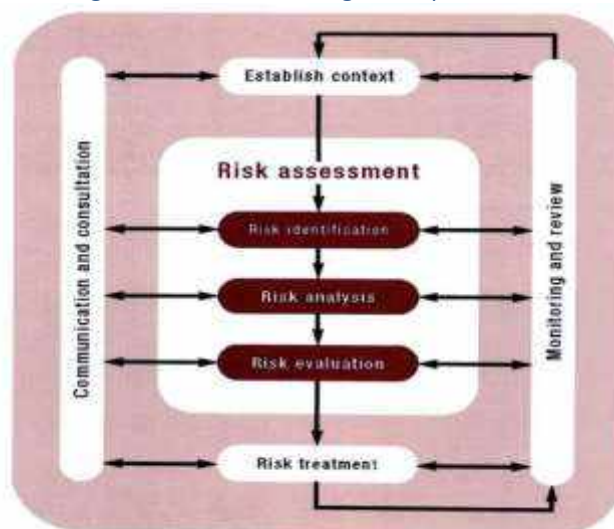 Establish context
Communication and consultation
Risk assessment
Risk identification
Risk analysis
Risk evaluation
Monitoring and review
Risk treatment